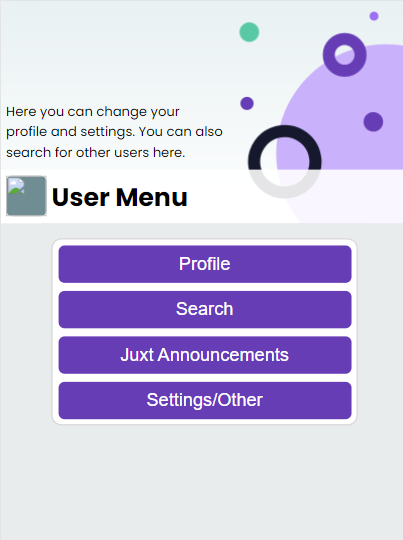 Here you can change your
profile and settings. You can also
search for other users here.
User Menu
Profile
Search
Juxt Announcements
Settings/Other